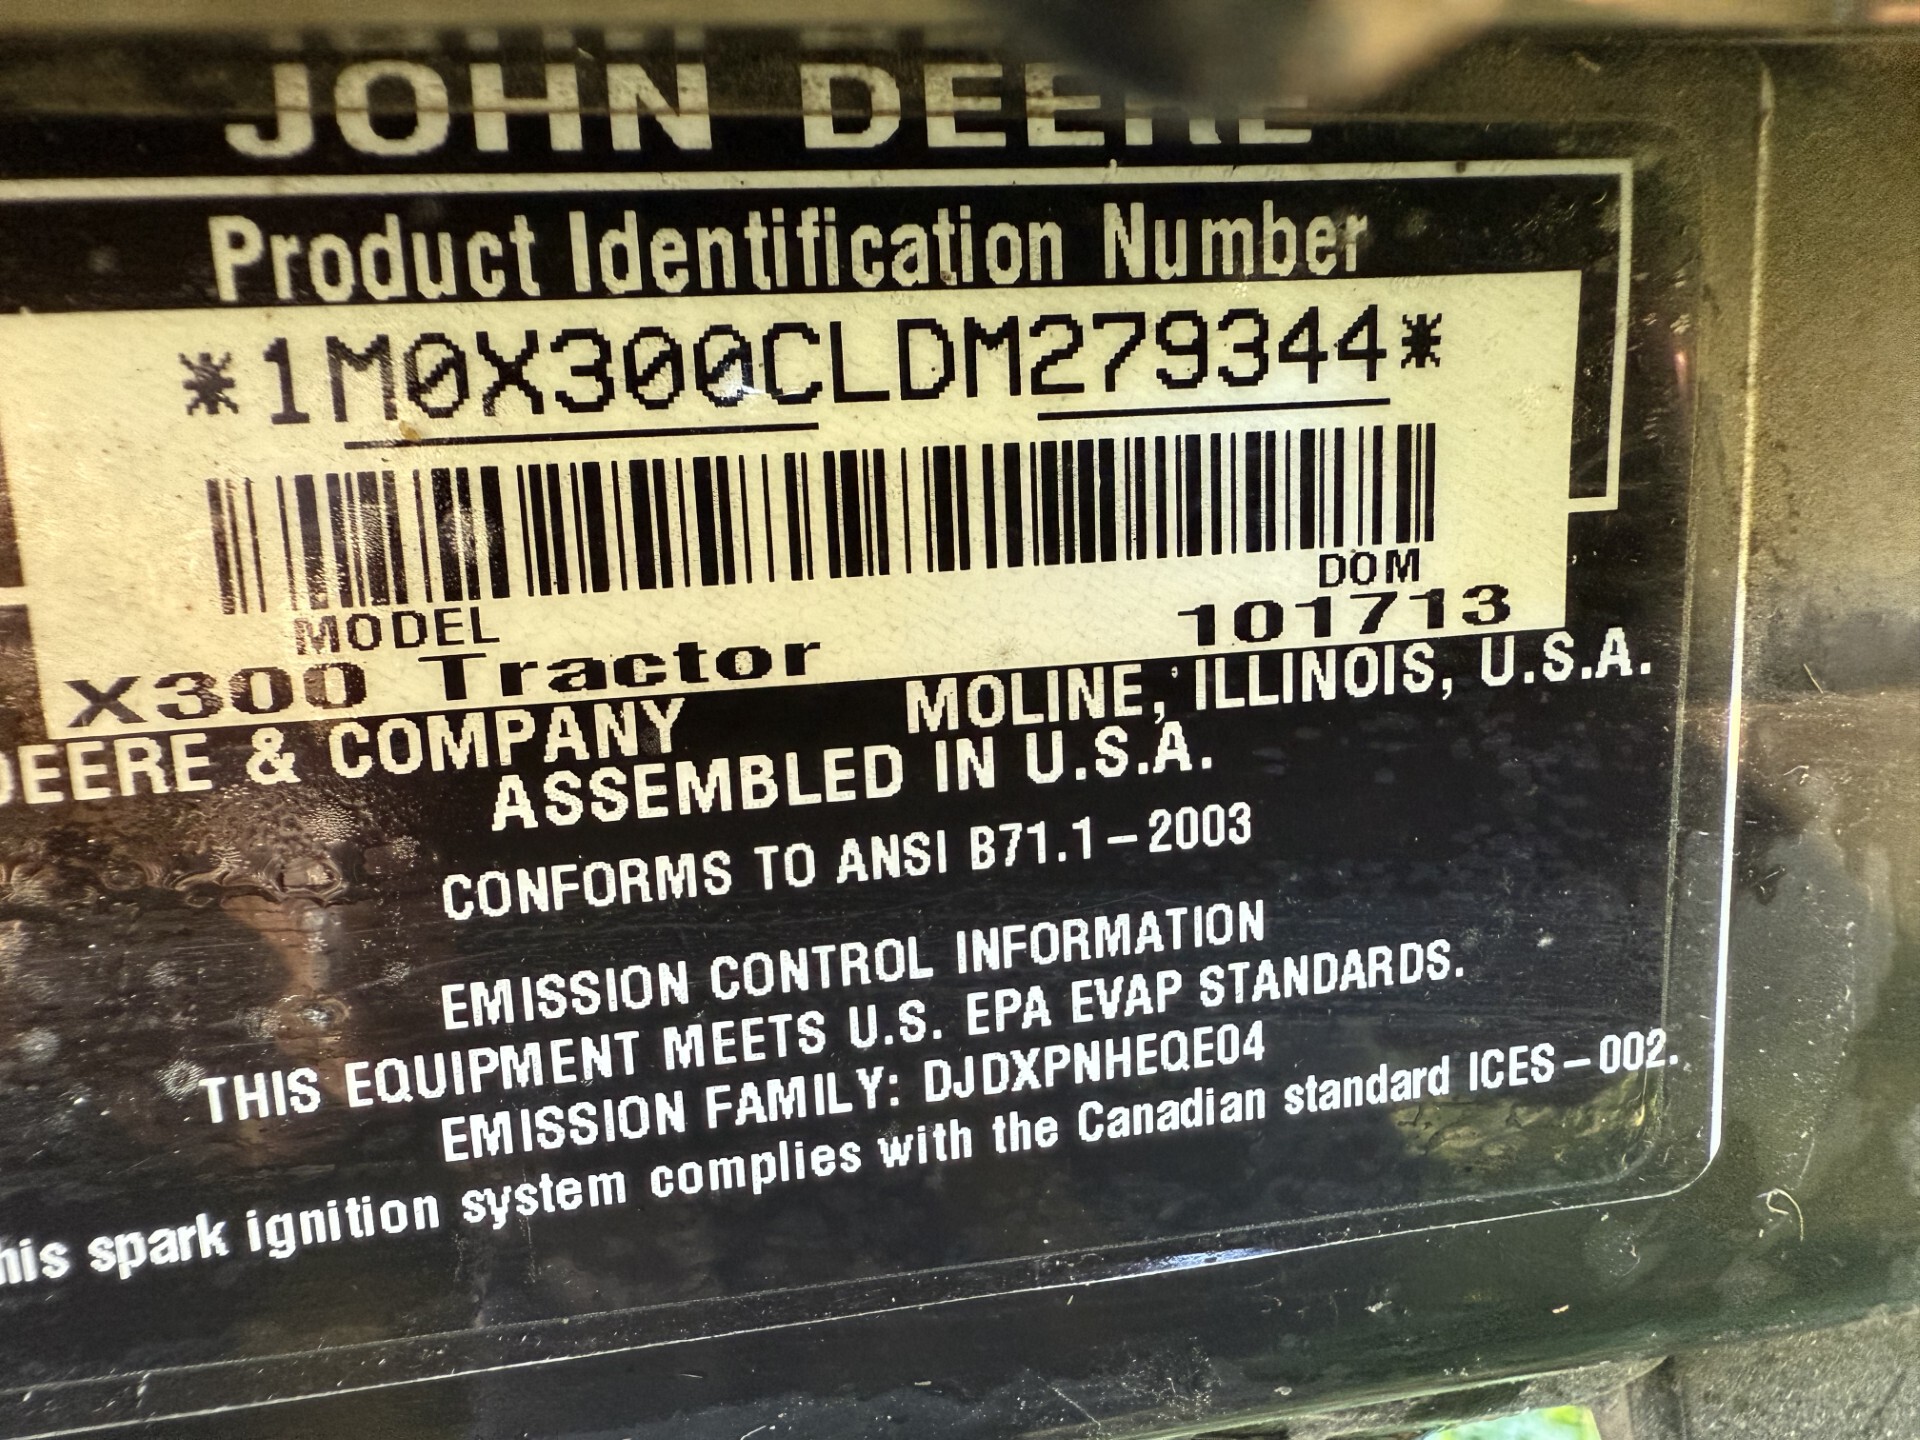 JOHN DEERE
Product Identification Number
*1M0X300CLDM279344*
MODEL
DOM
X300 Tractor
101713
DEERE & COMPANY
MOLINE, ILLINOIS, U.S.A.
ASSEMBLED IN U.S.A.
CONFORMS TO ANSI B71.1-2003
EMISSION CONTROL INFORMATION
THIS EQUIPMENT MEETS U.S. EPA EVAP STANDARDS.
EMISSION FAMILY: DJDXPNHEQE04
his spark ignition system complies with the Canadian standard ICES-002.